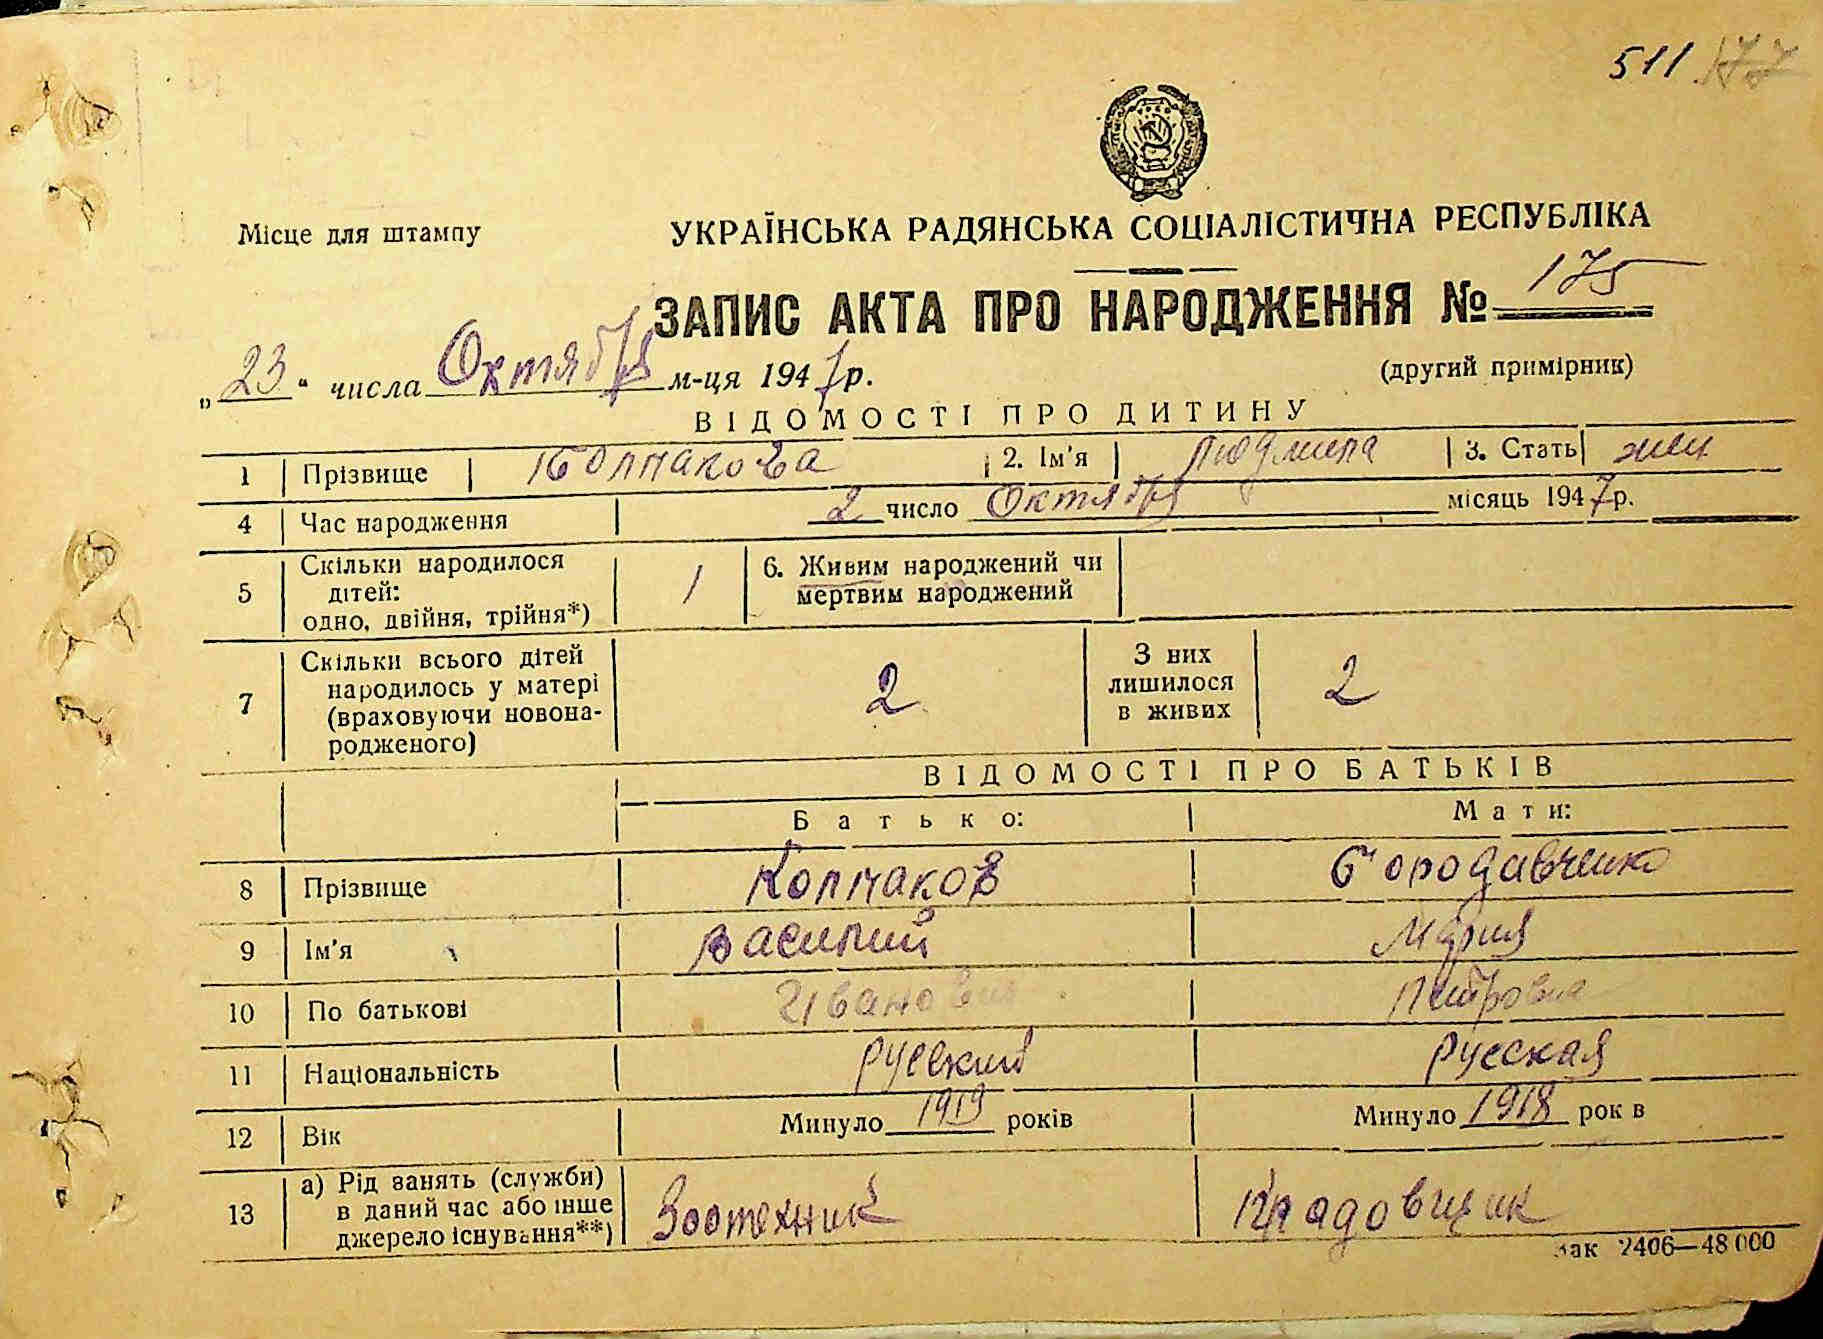 511
Місце для штампу
УКРАЇНСЬКА РАДЯНСЬКА СОЦІАЛІСТИЧНА РЕСПУБЛІКА
ЗАПИС АКТА ПРО НАРОДЖЕННЯ № 175
„23“ числа Октября м-ця 1947р.
(другий примірник)
ВІДОМОСТІ ПРО ДИТИНУ
1 Прізвище Колпакова 2. Ім'я Людмила 3. Стать жен
4 Час народження 2 число Октября місяць 1947р.
5 Скільки народилося дітей: одно, двійня, трійня*) 1 6. Живим народжений чи мертвим народжений
7 Скільки всього дітей народилось у матері (враховуючи новонародженого) 2 З них лишилося в живих 2
ВІДОМОСТІ ПРО БАТЬКІВ
Батько: Мати:
8 Прізвище Колпаков Бородавченко
9 Ім'я Василий Мария
10 По батькові Иванович Петровна
11 Національність русский русская
12 Вік Минуло 1919 років Минуло 1918 рок в
13 а) Рід занять (служби) в даний час або інше джерело існування**) Зоотехник Кладовщик
Зак 2406—48 000